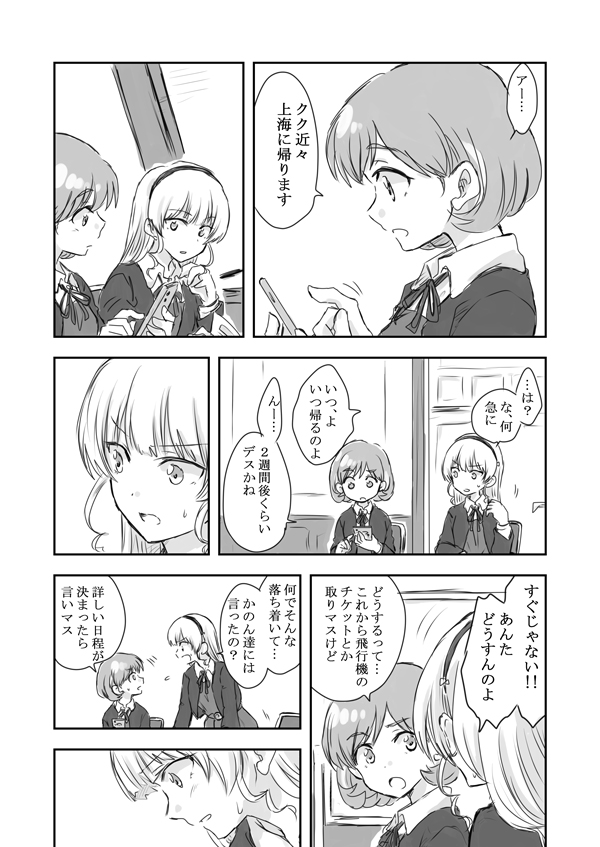 アー…
クク近々
上海に帰ります
…は？
な、何
急に
いつ、よ
いつ帰るのよ
んー…
２週間後くらい
デスかね
すぐじゃない!!
あんた
どうすんのよ
どうするって…
これから飛行機の
チケットとか
取りマスけど
何でそんな
落ち着いて…
かのん達には
言ったの？
詳しい日程が
決まったら
言いマス